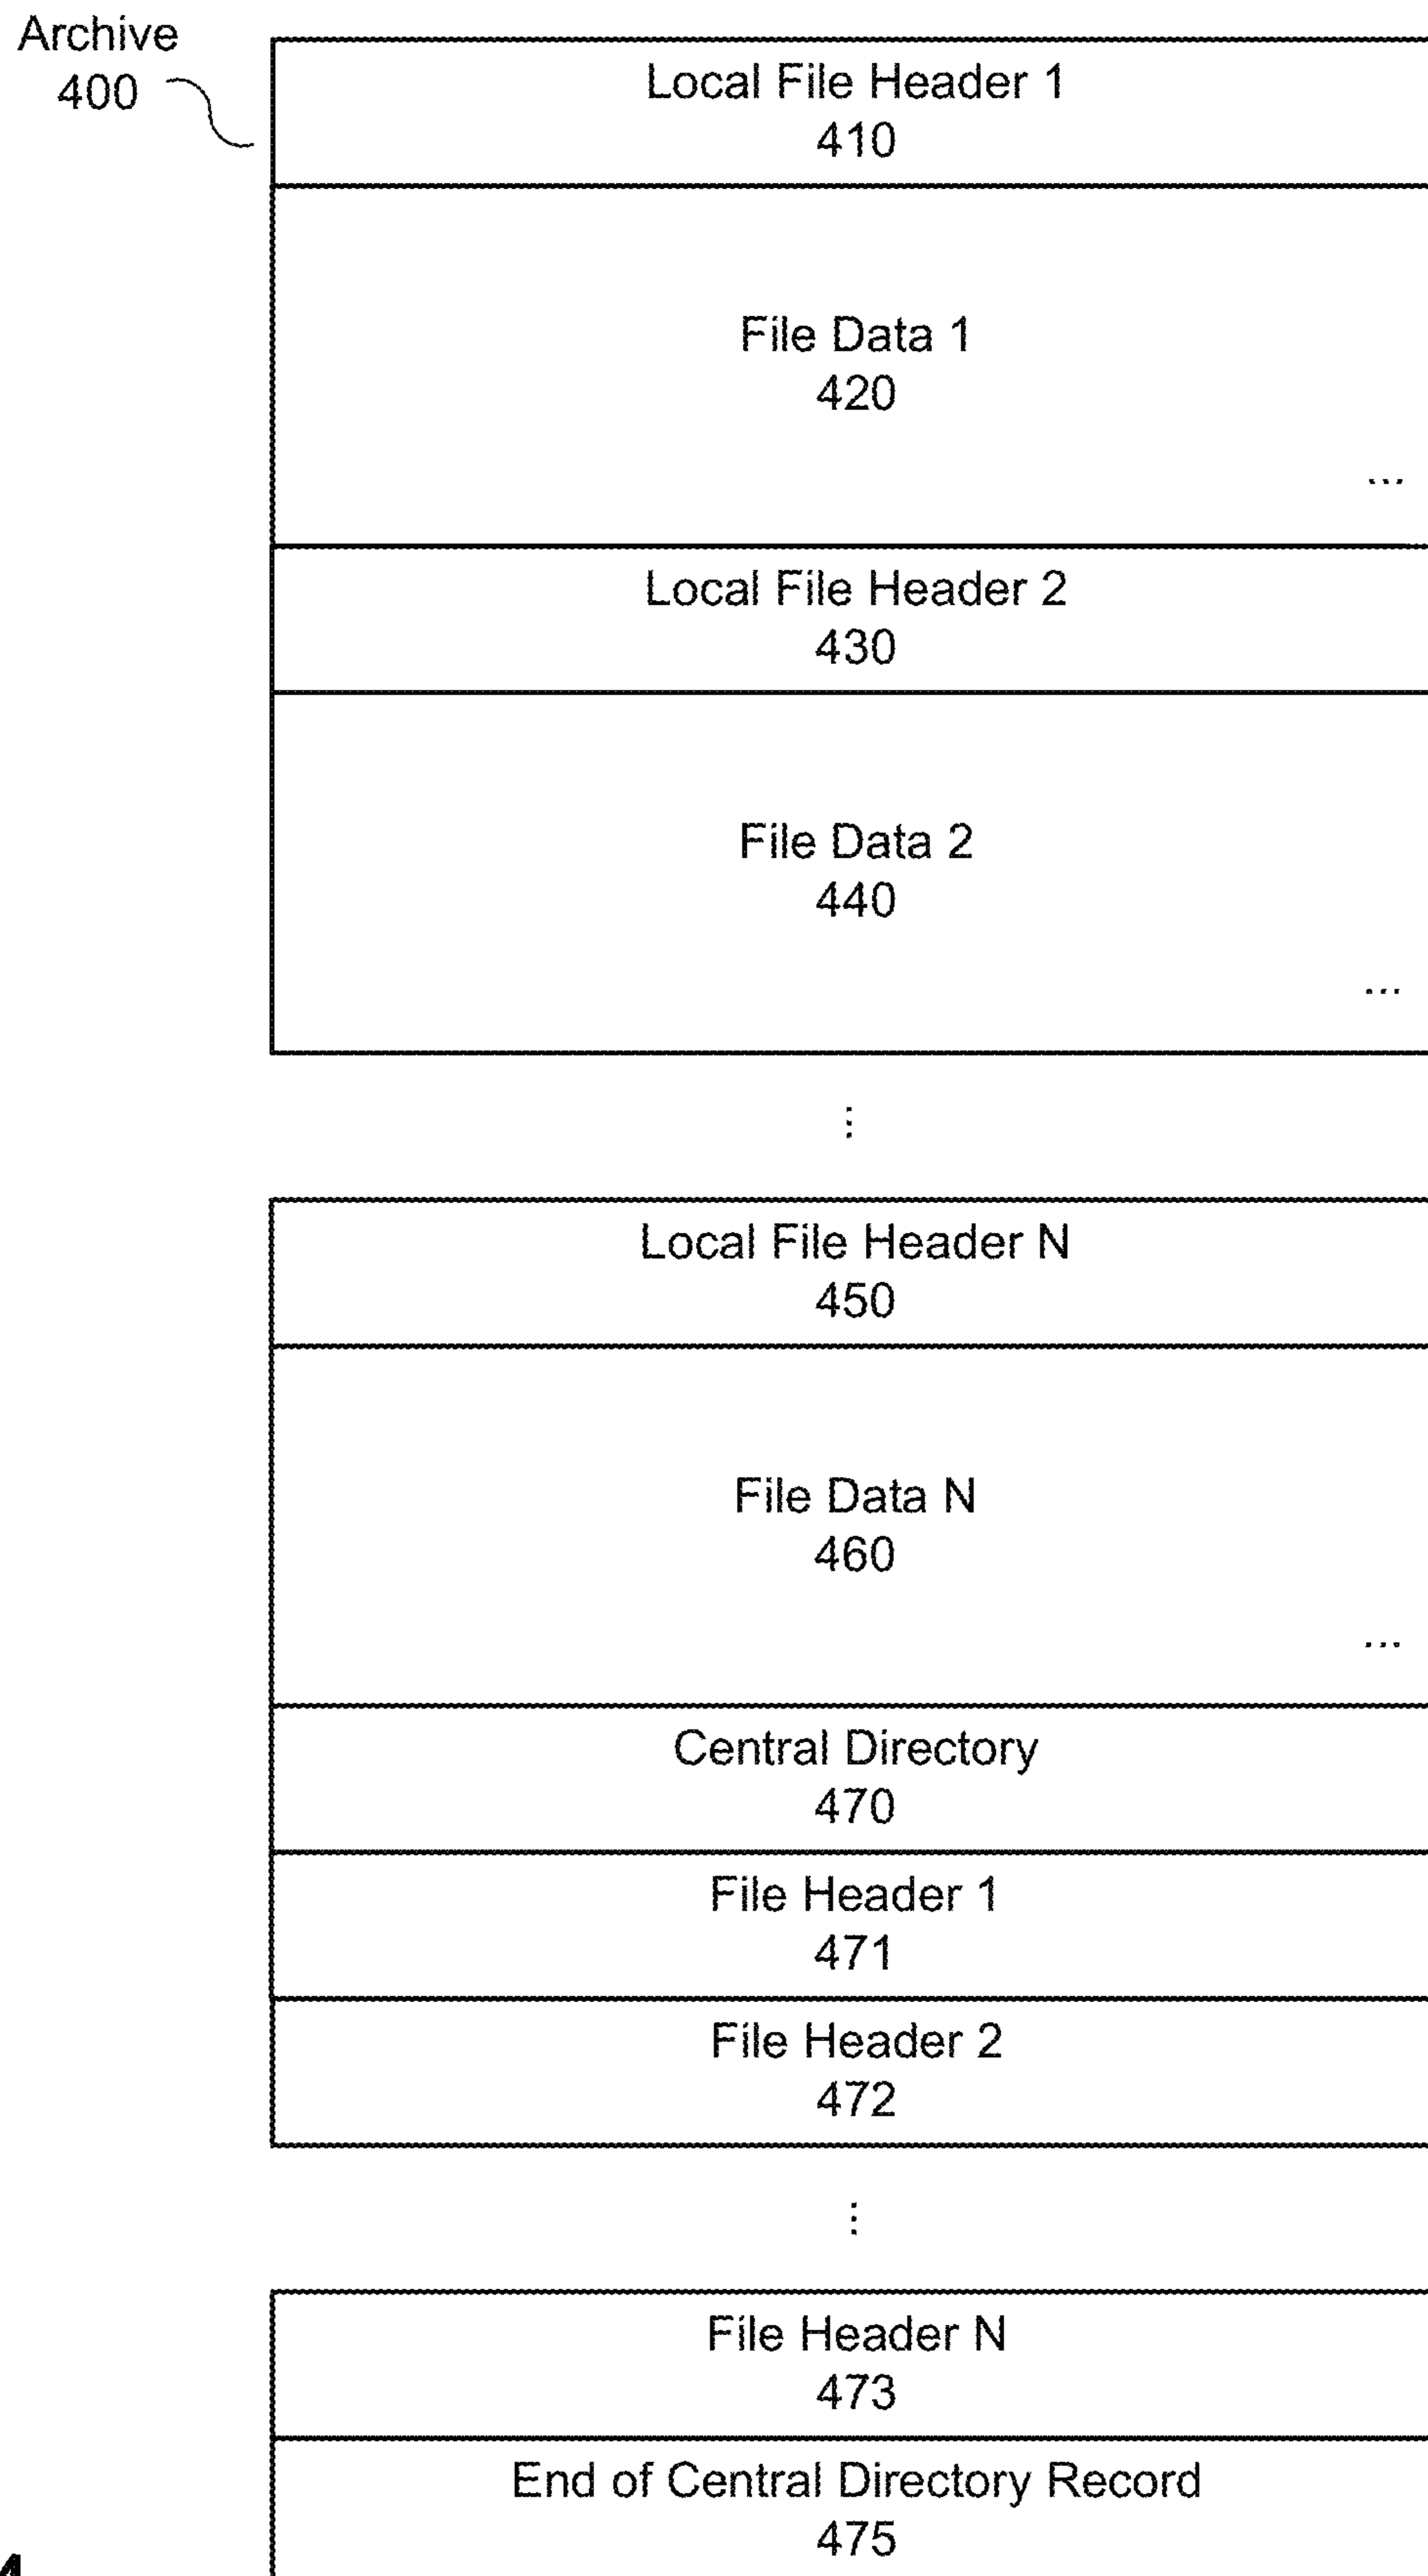 Archive
400
Local File Header 1
410
File Data 1
420
...
Local File Header 2
430
File Data 2
440
...
⋮
Local File Header N
450
File Data N
460
...
Central Directory
470
File Header 1
471
File Header 2
472
⋮
File Header N
473
End of Central Directory Record
475